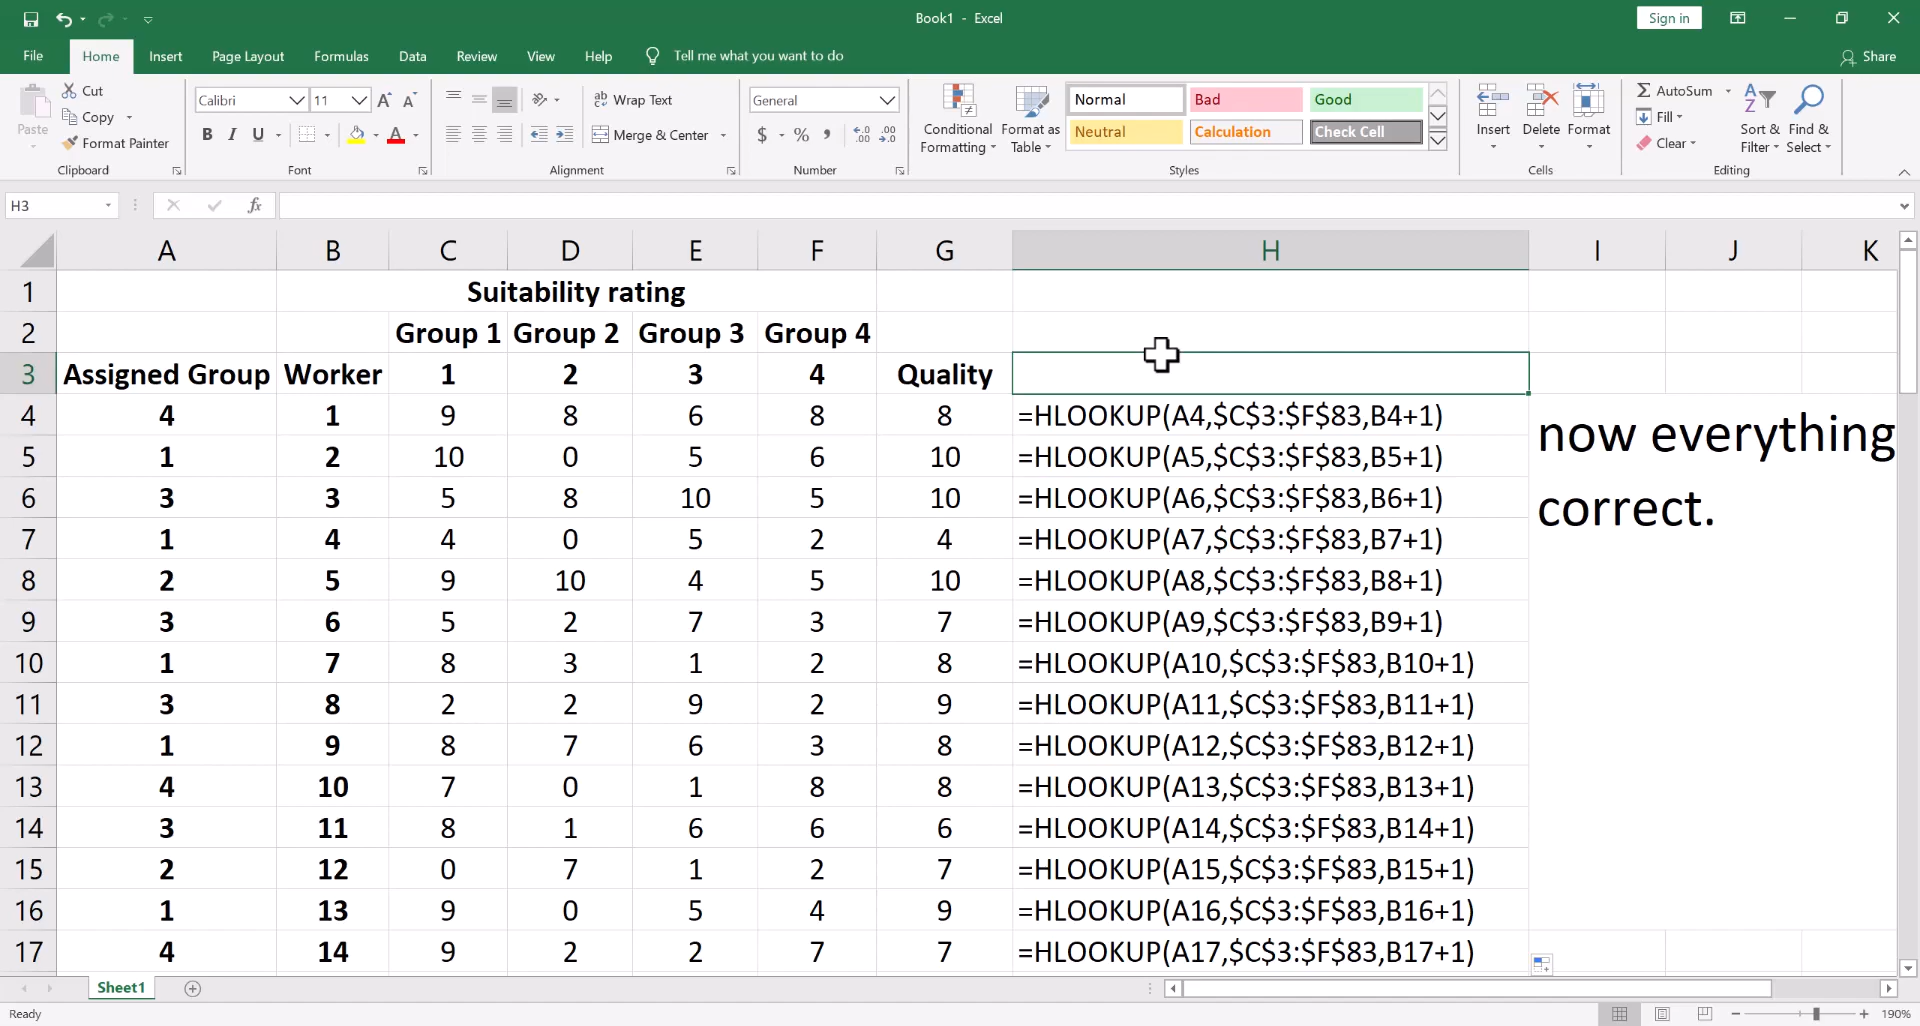 Book1 - Excel
Sign in
File Home Insert Page Layout Formulas Data Review View Help Tell me what you want to do Share
Paste
Cut
Copy
Format Painter
Clipboard
Calibri 11 A A
B I U A
Font
ab Wrap Text
Merge & Center
Alignment
General
$ % , .00
Number
Conditional Formatting
Format as Table
Normal Bad Good
Neutral Calculation Check Cell
Styles
Insert Delete Format
Cells
AutoSum
Fill
Clear
Sort & Filter
Find & Select
Editing
H3 fx
A B C D E F G H I J K
1 Suitability rating
2 Group 1 Group 2 Group 3 Group 4
3 Assigned Group Worker 1 2 3 4 Quality
4 4 1 9 8 6 8 8 =HLOOKUP(A4,$C$3:$F$83,B4+1)
5 1 2 10 0 5 6 10 =HLOOKUP(A5,$C$3:$F$83,B5+1)
6 3 3 5 8 10 5 10 =HLOOKUP(A6,$C$3:$F$83,B6+1)
7 1 4 4 0 5 2 4 =HLOOKUP(A7,$C$3:$F$83,B7+1)
8 2 5 9 10 4 5 10 =HLOOKUP(A8,$C$3:$F$83,B8+1)
9 3 6 5 2 7 3 7 =HLOOKUP(A9,$C$3:$F$83,B9+1)
10 1 7 8 3 1 2 8 =HLOOKUP(A10,$C$3:$F$83,B10+1)
11 3 8 2 2 9 2 9 =HLOOKUP(A11,$C$3:$F$83,B11+1)
12 1 9 8 7 6 3 8 =HLOOKUP(A12,$C$3:$F$83,B12+1)
13 4 10 7 0 1 8 8 =HLOOKUP(A13,$C$3:$F$83,B13+1)
14 3 11 8 1 6 6 6 =HLOOKUP(A14,$C$3:$F$83,B14+1)
15 2 12 0 7 1 2 7 =HLOOKUP(A15,$C$3:$F$83,B15+1)
16 1 13 9 0 5 4 9 =HLOOKUP(A16,$C$3:$F$83,B16+1)
17 4 14 9 2 2 7 7 =HLOOKUP(A17,$C$3:$F$83,B17+1)
now everything
correct.
Sheet1
Ready
190%